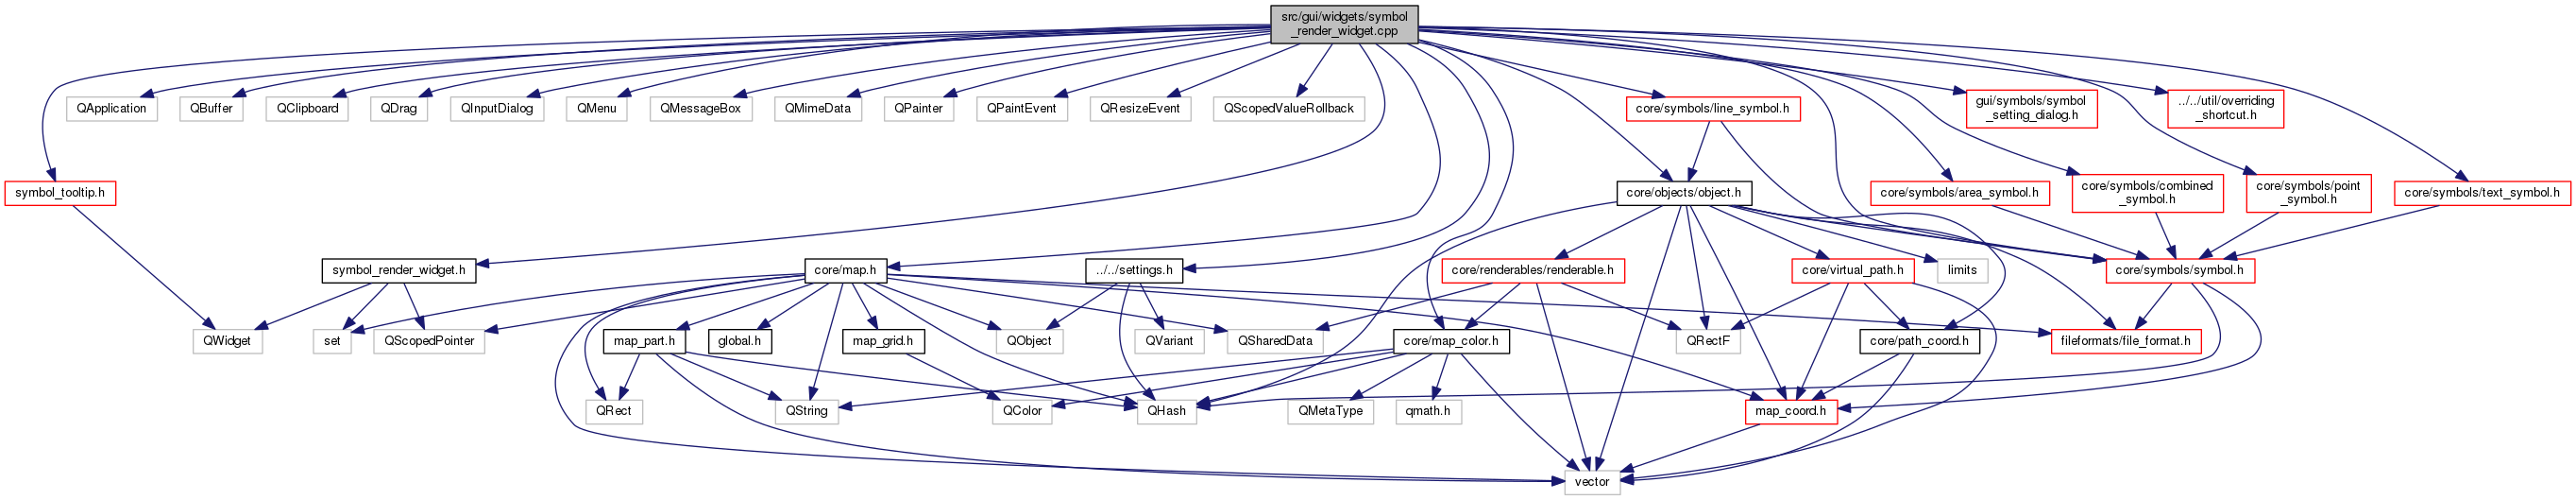 src/gui/widgets/symbol
_render_widget.cpp
QApplication
QBuffer
QClipboard
QDrag
QInputDialog
QMenu
QMessageBox
QMimeData
QPainter
QPaintEvent
QResizeEvent
QScopedValueRollback
core/symbols/line_symbol.h
gui/symbols/symbol
_setting_dialog.h
../../util/overriding
_shortcut.h
symbol_tooltip.h
core/objects/object.h
core/symbols/area_symbol.h
core/symbols/combined
_symbol.h
core/symbols/point
_symbol.h
core/symbols/text_symbol.h
symbol_render_widget.h
core/map.h
../../settings.h
core/renderables/renderable.h
core/virtual_path.h
limits
core/symbols/symbol.h
QWidget
set
QScopedPointer
map_part.h
global.h
map_grid.h
QObject
QVariant
QSharedData
core/map_color.h
QRectF
core/path_coord.h
fileformats/file_format.h
QRect
QString
QColor
QHash
QMetaType
qmath.h
map_coord.h
vector